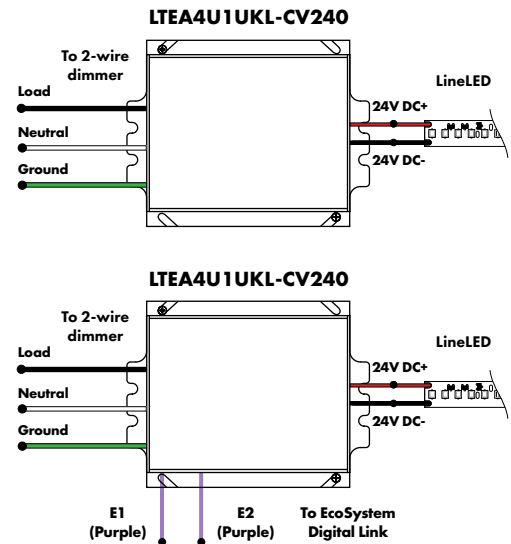 LTEA4U1UKL-CV240
To 2-wire
dimmer
LineLED
Load
24V DC+
Neutral
24V DC-
Ground
LTEA4U1UKL-CV240
To 2-wire
dimmer
LineLED
Load
24V DC+
Neutral
24V DC-
Ground
E1
(Purple)
E2
(Purple)
To EcoSystem
Digital Link